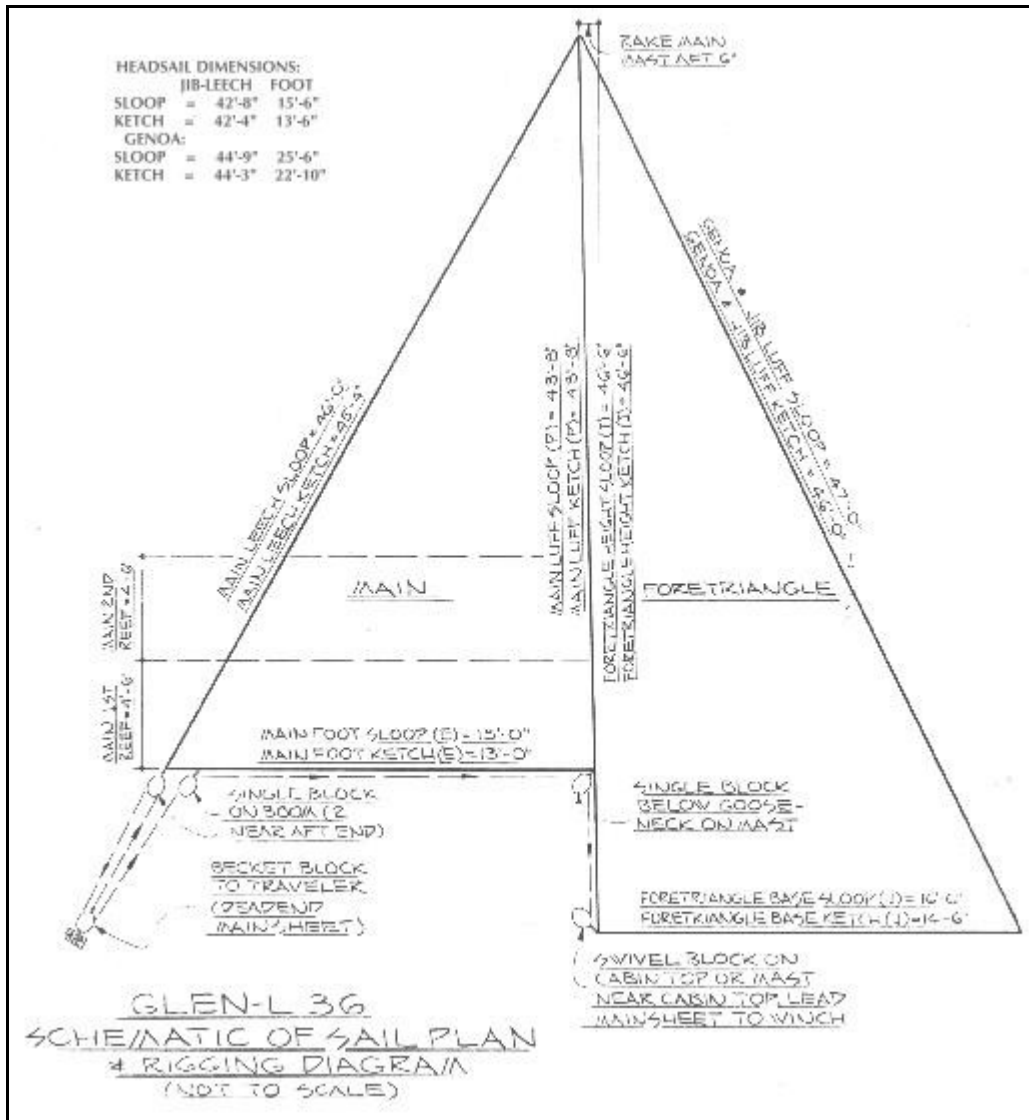 RAKE MAIN
MAST AFT 6"
HEADSAIL DIMENSIONS:
JIB-LEECH FOOT
SLOOP = 42'-8" 15'-6"
KETCH = 42'-4" 13'-6"
GENOA:
SLOOP = 44'-9" 25'-6"
KETCH = 44'-3" 22'-10"
GENOA & JIB LUFF SLOOP = 47'-0"
GENOA & JIB LUFF KETCH = 46'-0"
MAIN LEECH SLOOP = 46'-0"
MAIN LEECH KETCH = 45'-4"
MAIN LUFF SLOOP (P) = 43'-8"
MAIN LUFF KETCH (P) = 43'-8"
FORETRIANGLE HEIGHT SLOOP (I) = 46'-6"
FORETRIANGLE HEIGHT KETCH (I) = 46'-6"
MAIN
FORETRIANGLE
MAIN 2ND
REEF = 4'-6"
MAIN 1ST
REEF = 4'-6"
MAIN FOOT SLOOP (E) = 15'-0"
MAIN FOOT KETCH (E) = 13'-0"
SINGLE BLOCK
ON BOOM (2
NEAR AFT END)
SINGLE BLOCK
BELOW GOOSE-
NECK ON MAST
BECKET BLOCK
TO TRAVELER
(DEADEND
MAINSHEET)
FORETRIANGLE BASE SLOOP (J) = 16'-6"
FORETRIANGLE BASE KETCH (J) = 14'-6"
SWIVEL BLOCK ON
CABIN TOP OR MAST
NEAR CABIN TOP, LEAD
MAINSHEET TO WINCH
GLEN-L 36
SCHEMATIC OF SAIL PLAN
& RIGGING DIAGRAM
(NOT TO SCALE)